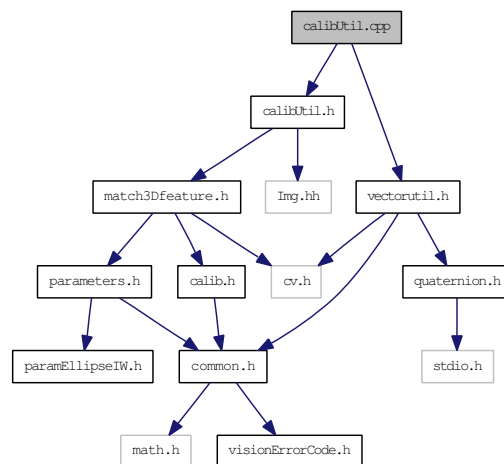 calibUtil.cpp
calibUtil.h
match3Dfeature.h
Img.hh
vectorutil.h
parameters.h
calib.h
cv.h
quaternion.h
paramEllipseIW.h
common.h
stdio.h
math.h
visionErrorCode.h